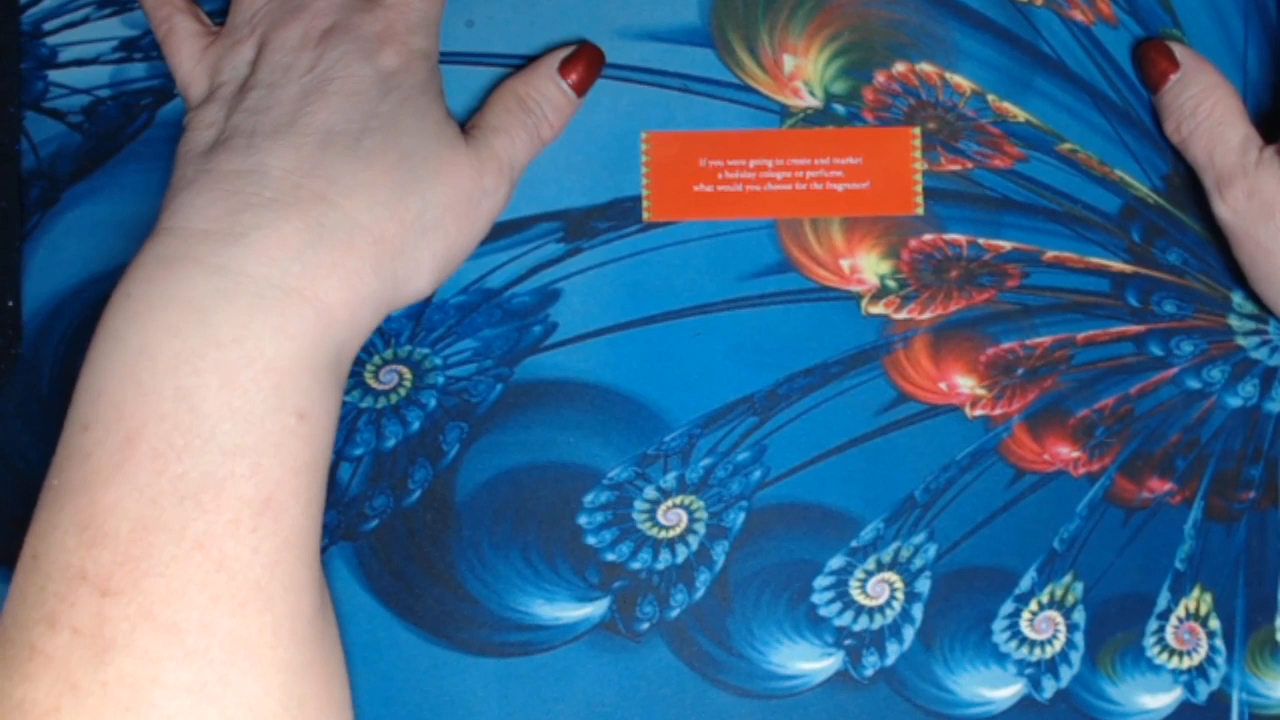 If you were going to create and market
a holiday cologne or perfume,
what would you choose for the fragrance?